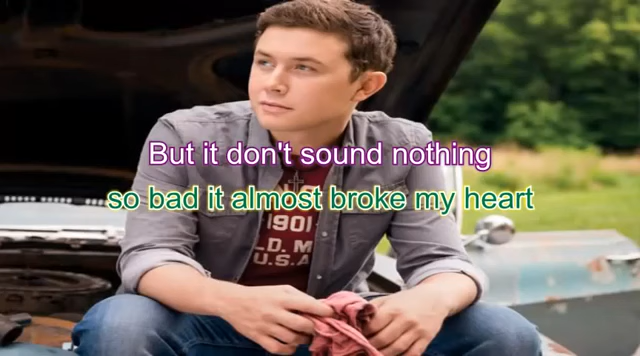 But it don't sound nothing
so bad it almost broke my heart
1901
L.D. M
U.S.A